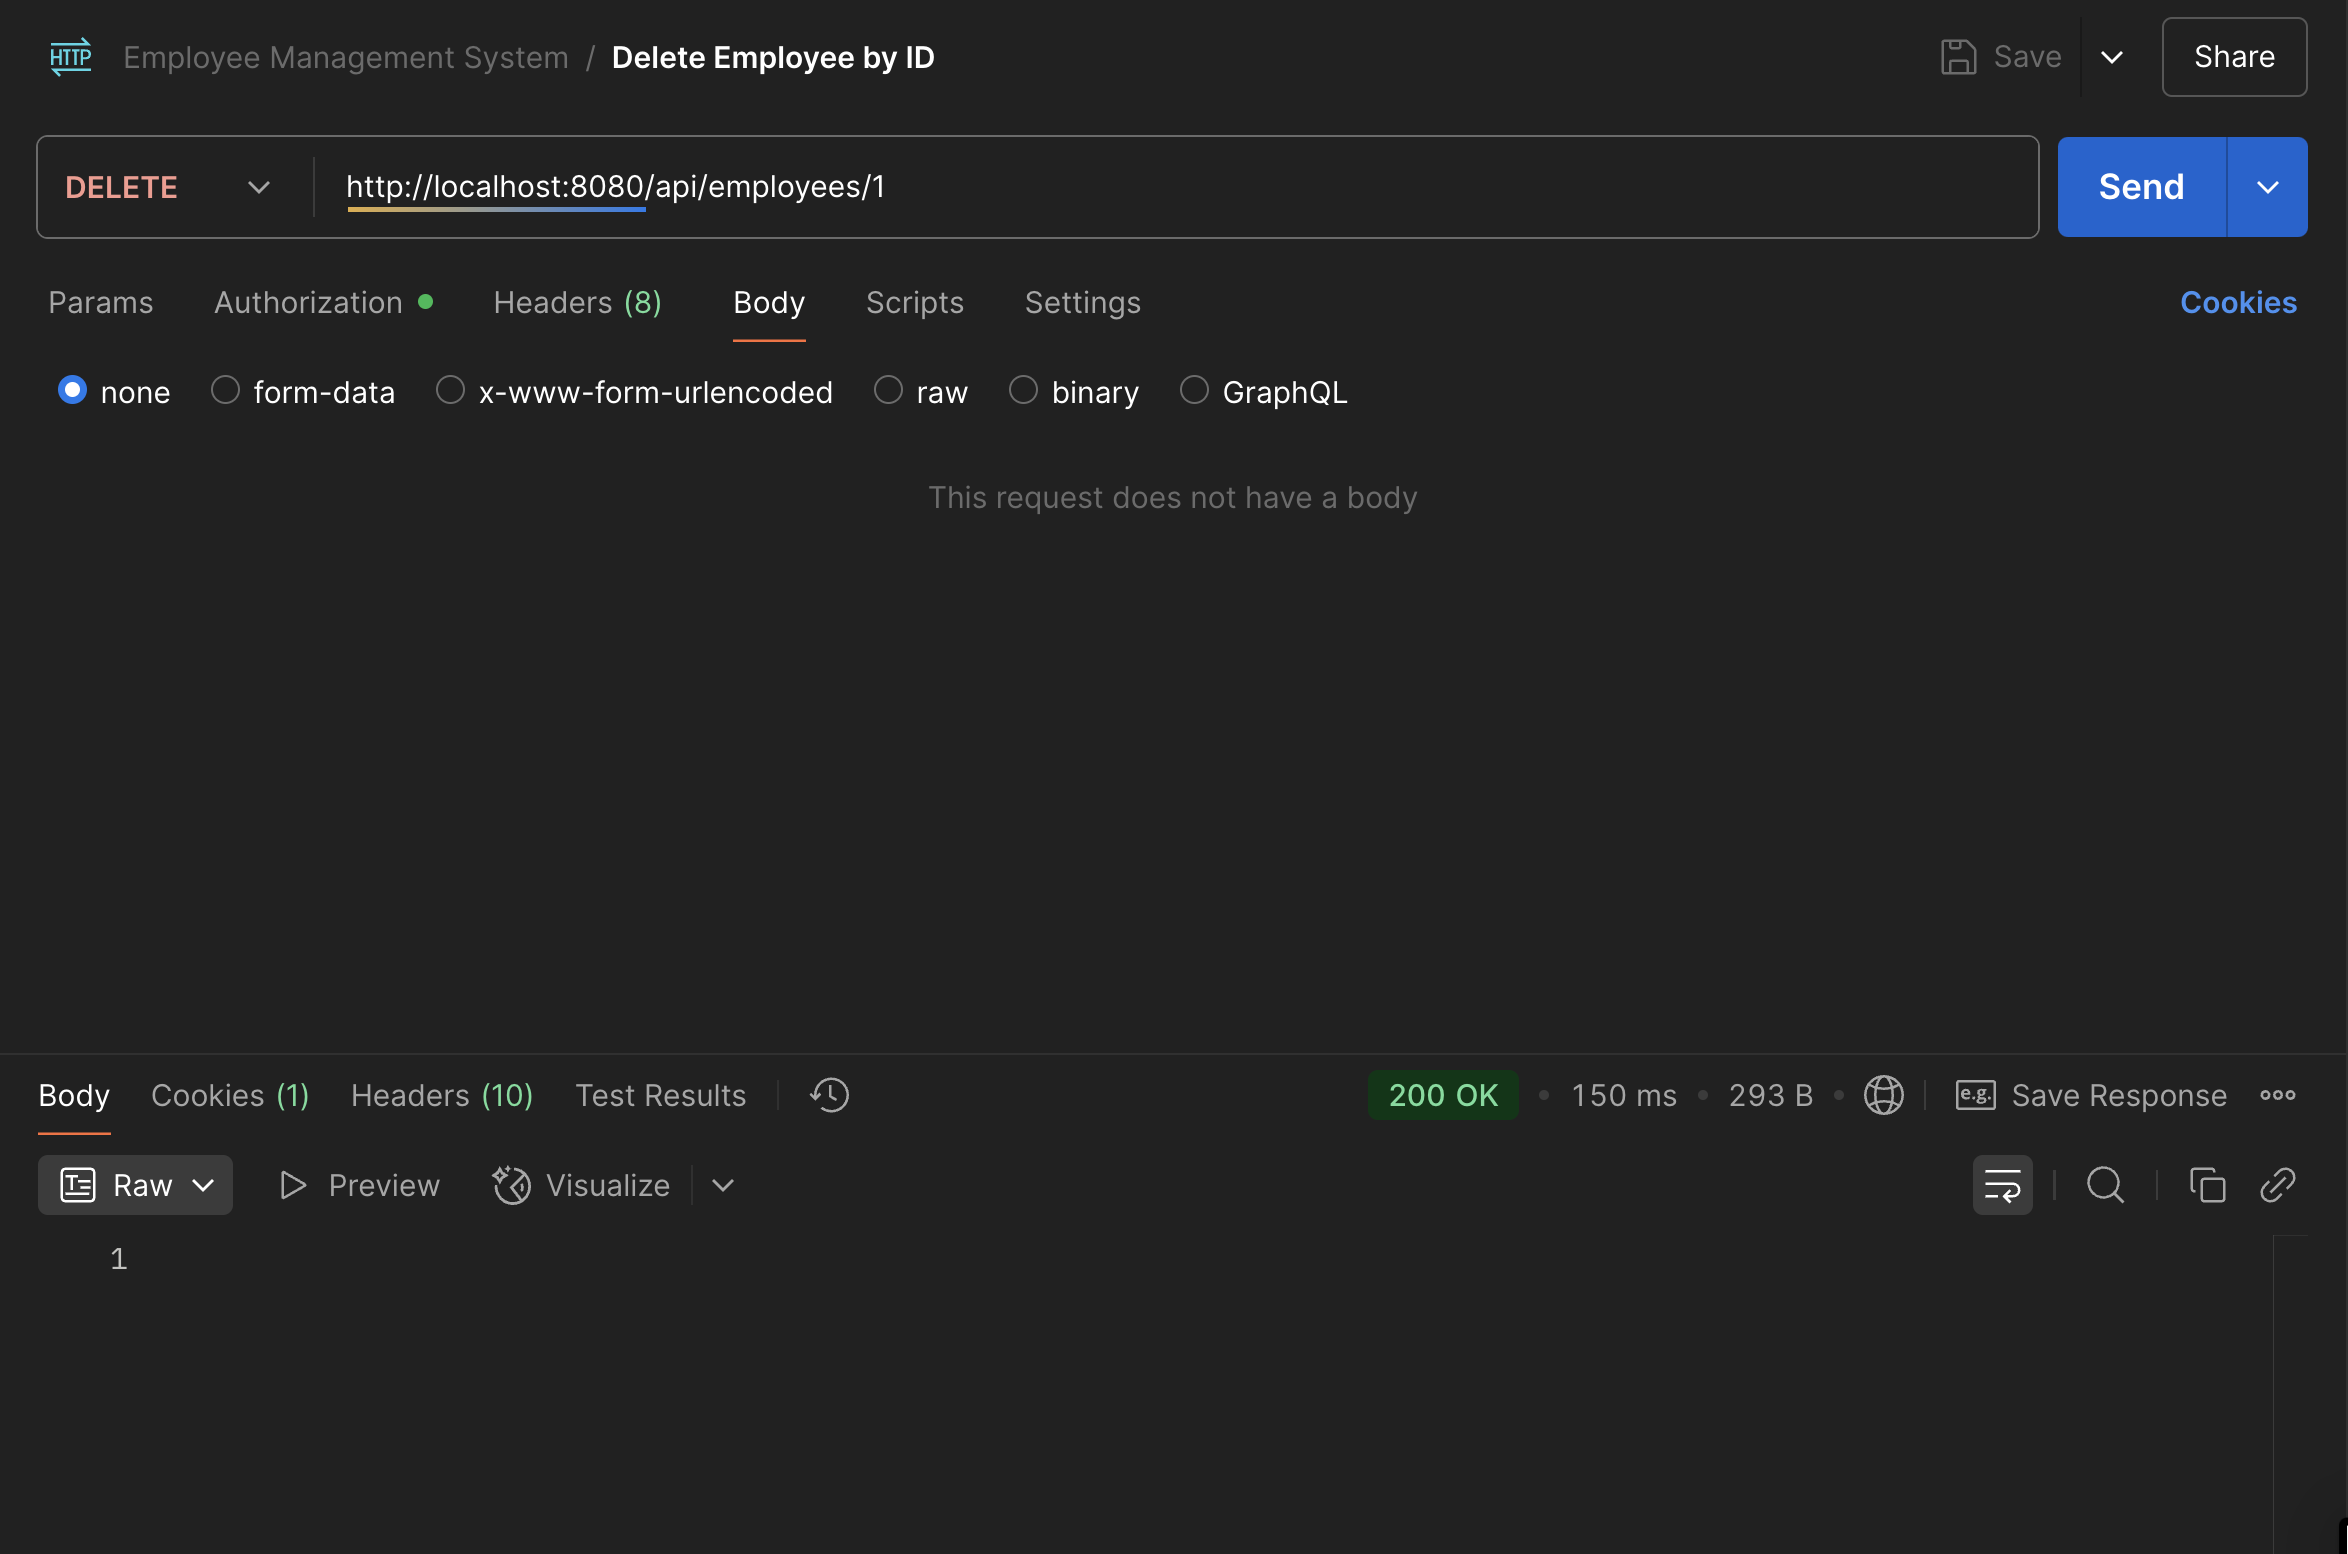 HTTP Employee Management System / Delete Employee by ID Save Share
DELETE http://localhost:8080/api/employees/1 Send
Params Authorization Headers (8) Body Scripts Settings Cookies
none form-data x-www-form-urlencoded raw binary GraphQL
This request does not have a body
Body Cookies (1) Headers (10) Test Results 200 OK 150 ms 293 B e.g. Save Response
Raw Preview Visualize
1